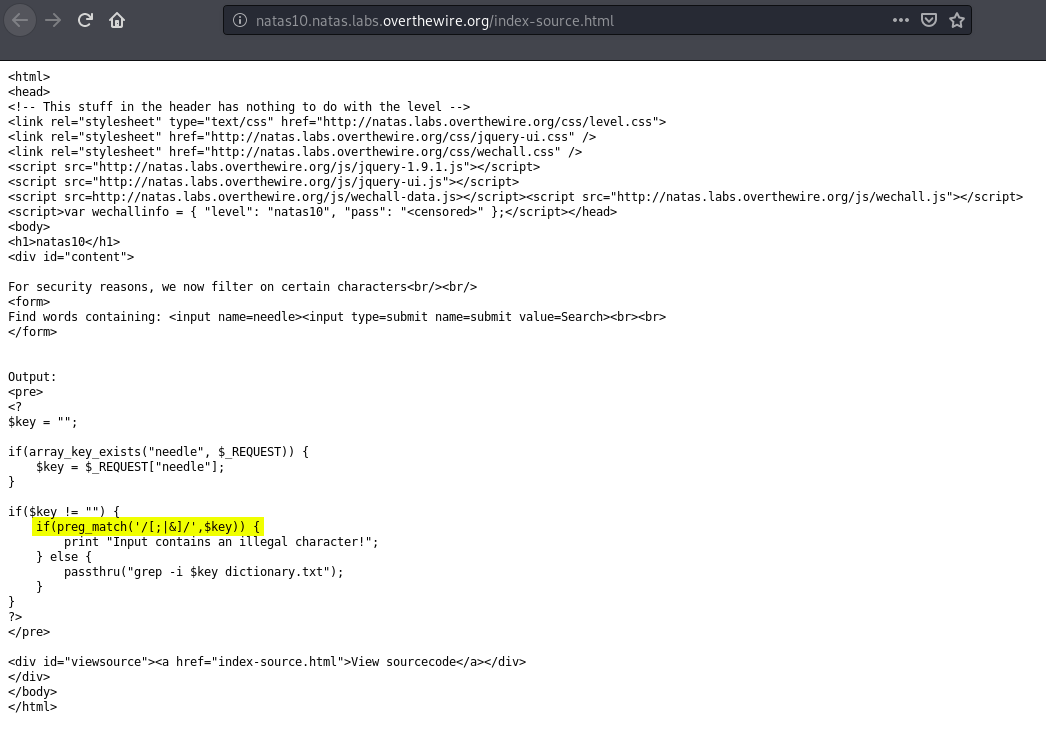 natas10.natas.labs.overthewire.org/index-source.html
<html>
<head>
<!-- This stuff in the header has nothing to do with the level -->
<link rel="stylesheet" type="text/css" href="http://natas.labs.overthewire.org/css/level.css">
<link rel="stylesheet" href="http://natas.labs.overthewire.org/css/jquery-ui.css" />
<link rel="stylesheet" href="http://natas.labs.overthewire.org/css/wechall.css" />
<script src="http://natas.labs.overthewire.org/js/jquery-1.9.1.js"></script>
<script src="http://natas.labs.overthewire.org/js/jquery-ui.js"></script>
<script src=http://natas.labs.overthewire.org/js/wechall-data.js></script><script src="http://natas.labs.overthewire.org/js/wechall.js"></script>
<script>var wechallinfo = { "level": "natas10", "pass": "<censored>" };</script></head>
<body>
<h1>natas10</h1>
<div id="content">
For security reasons, we now filter on certain characters<br/><br/>
<form>
Find words containing: <input name=needle><input type=submit name=submit value=Search><br><br>
</form>
Output:
<pre>
<?
$key = "";
if(array_key_exists("needle", $_REQUEST)) {
    $key = $_REQUEST["needle"];
}
if($key != "") {
    if(preg_match('/[;|&]/',$key)) {
        print "Input contains an illegal character!";
    } else {
        passthru("grep -i $key dictionary.txt");
    }
}
?>
</pre>
<div id="viewsource"><a href="index-source.html">View sourcecode</a></div>
</div>
</body>
</html>